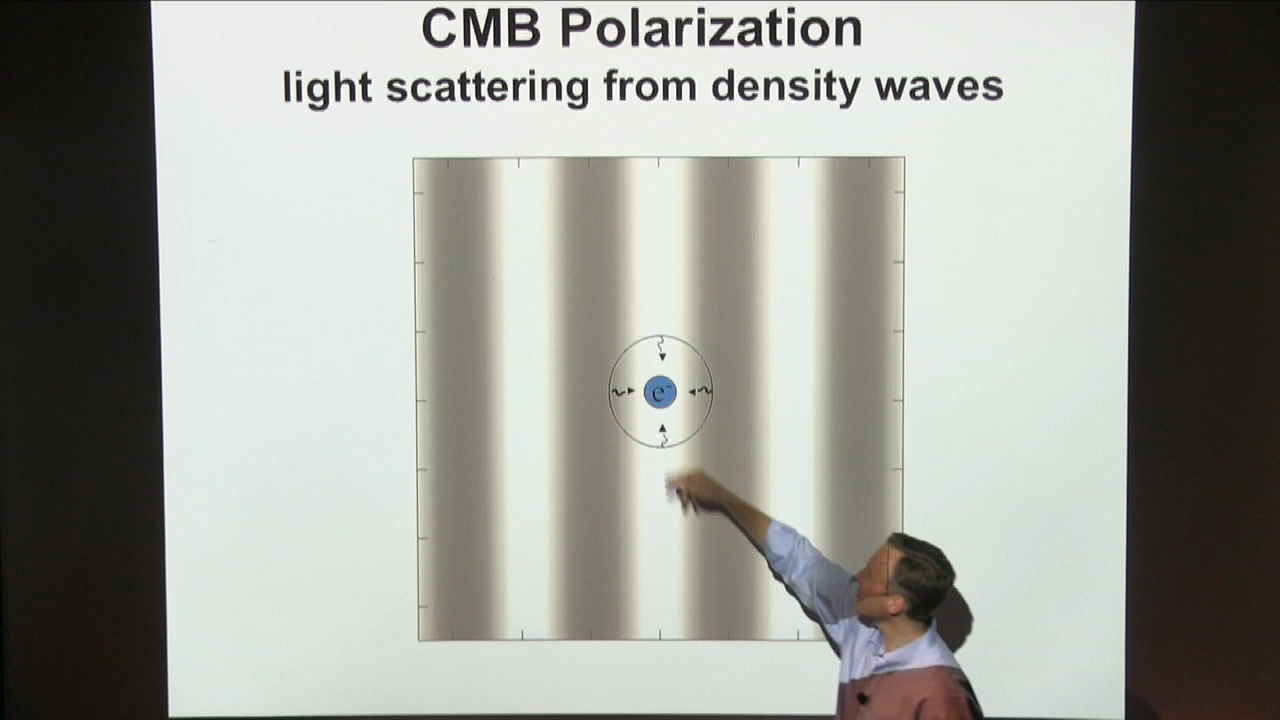 CMB Polarization
light scattering from density waves
e⁻